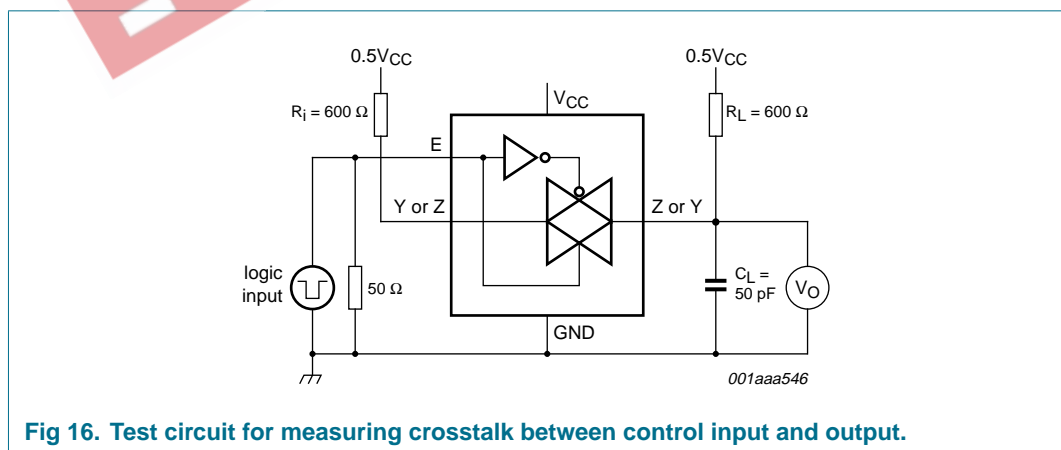 0.5VCC
0.5VCC
VCC
Ri = 600 Ω
RL = 600 Ω
E
Y or Z
Z or Y
logic
input
50 Ω
CL =
50 pF
VO
GND
001aaa546
Fig 16. Test circuit for measuring crosstalk between control input and output.